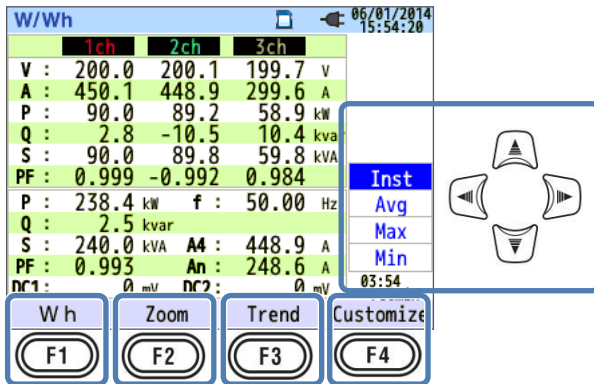 W/Wh 06/01/2014
15:54:20
1ch 2ch 3ch
V : 200.0 200.1 199.7 V
A : 450.1 448.9 299.6 A
P : 90.0 89.2 58.9 kW
Q : 2.8 -10.5 10.4 kvar
S : 90.0 89.8 59.8 kVA
PF : 0.999 -0.992 0.984
Inst
P : 238.4 kW f : 50.00 Hz
Avg
Q : 2.5 kvar
Max
S : 240.0 kVA A4 : 448.9 A
Min
PF : 0.993 An : 248.6 A
DC1: 0 mV DC2: 0 mV
03:54
Wh Zoom Trend Customize
F1 F2 F3 F4